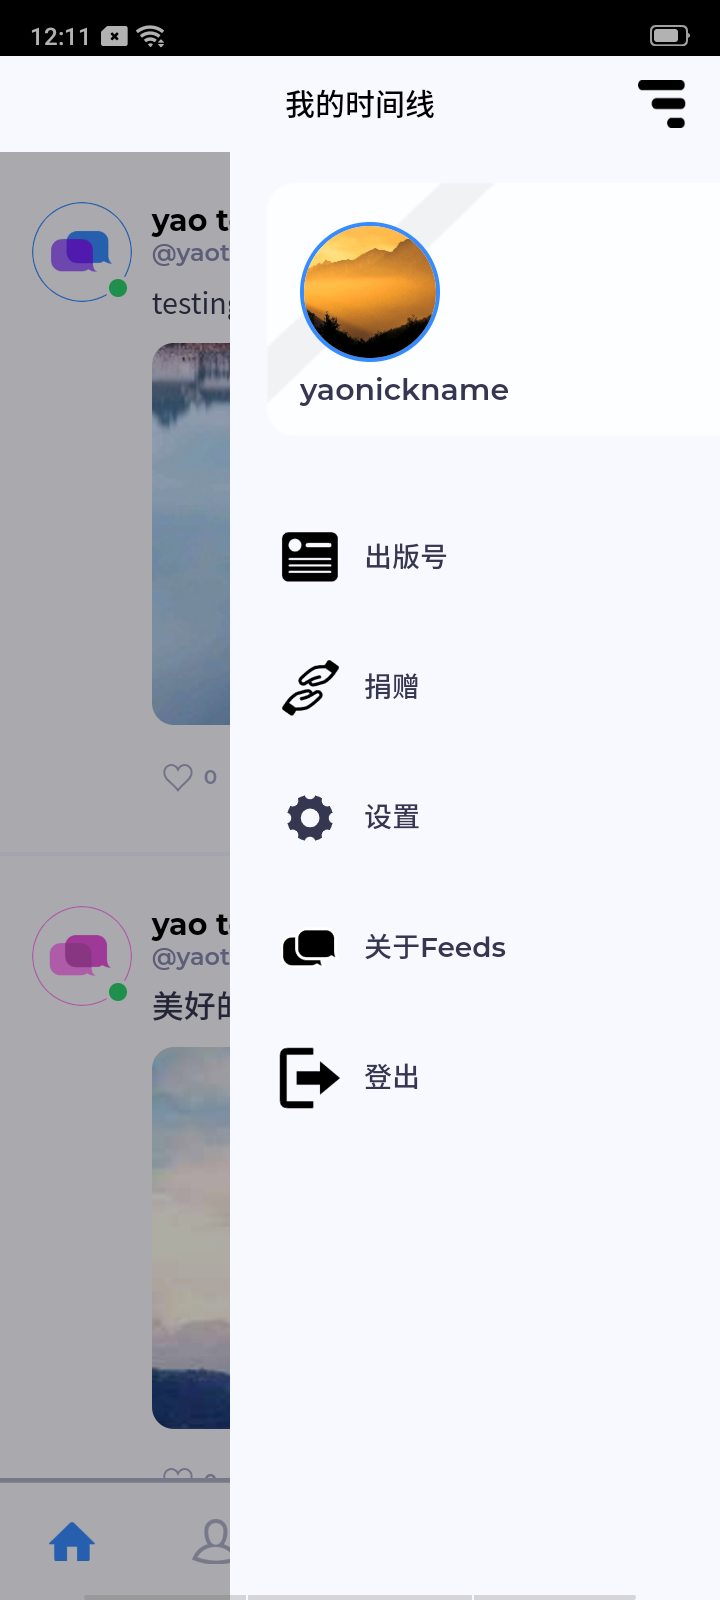 12:11
我的时间线
yao t
@yaot
testing
0
yaonickname
出版号
捐赠
设置
关于Feeds
登出
yao t
@yaot
美好的